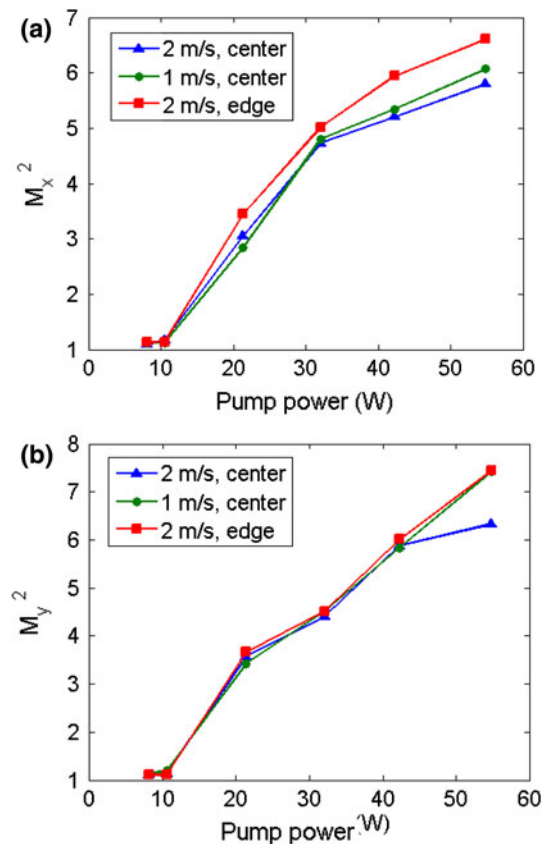 (a)
7
6
5
4
3
2
1
M_x^2
2 m/s, center
1 m/s, center
2 m/s, edge
0 10 20 30 40 50 60
Pump power (W)
(b)
8
7
6
5
4
3
2
1
M_y^2
2 m/s, center
1 m/s, center
2 m/s, edge
0 10 20 30 40 50 60
Pump power (W)